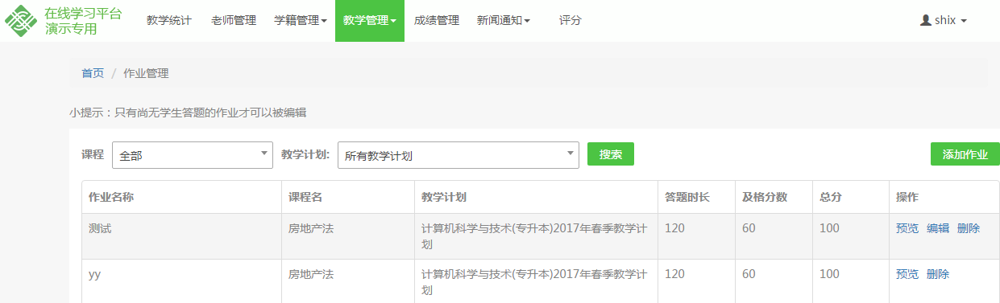 在线学习平台
演示专用
教学统计 老师管理 学籍管理 教学管理 成绩管理 新闻通知 评分 shix
首页 / 作业管理
小提示：只有尚无学生答题的作业才可以被编辑
课程 全部 教学计划: 所有教学计划 搜索 添加作业
作业名称 课程名 教学计划 答题时长 及格分数 总分 操作
测试 房地产法 计算机科学与技术(专升本)2017年春季教学计 120 60 100 预览 编辑 删除
划
yy 房地产法 计算机科学与技术(专升本)2017年春季教学计 120 60 100 预览 删除
划